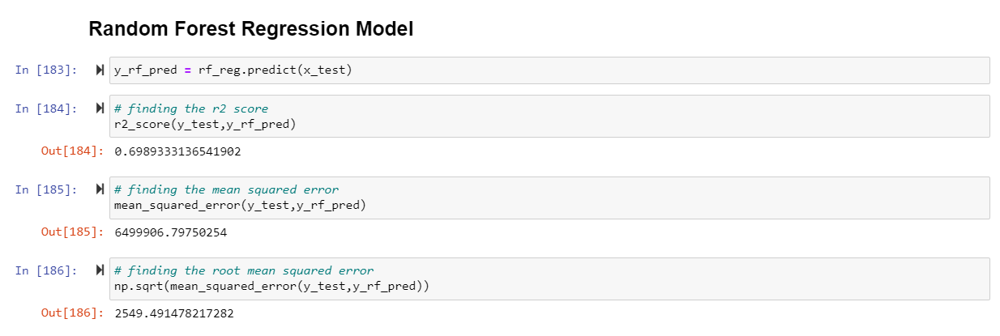 Random Forest Regression Model
In [183]: y_rf_pred = rf_reg.predict(x_test)
In [184]: # finding the r2 score
r2_score(y_test,y_rf_pred)
Out[184]: 0.6989333136541902
In [185]: # finding the mean squared error
mean_squared_error(y_test,y_rf_pred)
Out[185]: 6499906.79750254
In [186]: # finding the root mean squared error
np.sqrt(mean_squared_error(y_test,y_rf_pred))
Out[186]: 2549.491478217282